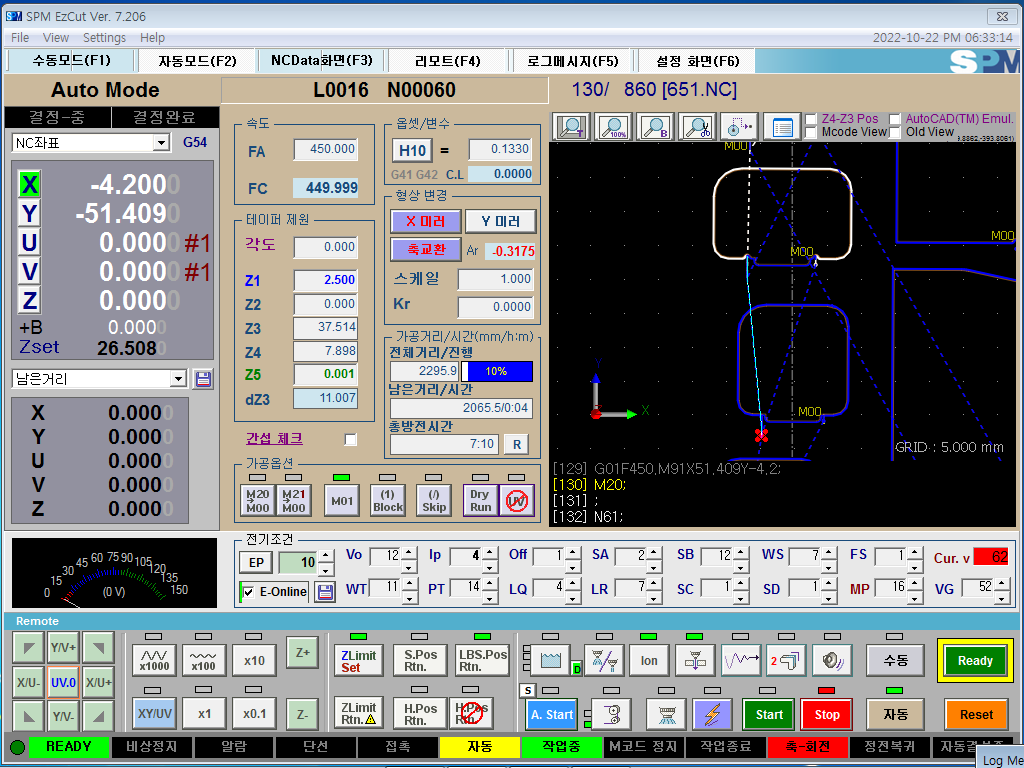 SPM EzCut Ver. 7.206
File View Settings Help
2022-10-22 PM 06:33:14
수동모드(F1) 자동모드(F2) NCData화면(F3) 리모트(F4) 로그메시지(F5) 설정 화면(F6)
SPM
Auto Mode
L0016 N00060
130/ 860 [651.NC]
결정-중 결정완료
NC좌표 G54
X -4.2000
Y -51.4090
U 0.0000 #1
V 0.0000 #1
Z 0.0000
+B 0.0000
Zset 26.5080
남은거리
X 0.0000
Y 0.0000
U 0.0000
V 0.0000
Z 0.0000
속도
FA 450.000
FC 449.999
테이퍼 제원
각도 0.000
Z1 2.500
Z2 0.000
Z3 37.514
Z4 7.898
Z5 0.001
dZ3 11.007
간섭 체크
옵셋/변수
H10 = 0.1330
G41 G42 C.L 0.0000
형상 변경
X 미러 Y 미러
축교환 Ar -0.3175
스케일 1.000
Kr 0.0000
가공거리/시간(mm/h:m)
전체거리/진행
2295.9 10%
남은거리/시간
2065.5/0:04
총방전시간
7:10 R
가공옵션
M20 M00
M21 M00
M01
(1) Block
(/) Skip
Dry Run
UV
T 100% B
Z4-Z3 Pos AutoCAD(TM) Emul.
Mcode View Old View
M00
M00
M00
M00
X
Y
GRID : 5.000 mm
[129] G01F450,M91X51,409Y-4,2;
[130] M20;
[131] ;
[132] N61;
0 15 30 45 60 75 90 105 120 135 150
(0 V)
전기조건
EP 10
E-Online
Vo 12 Ip 4 Off 1 SA 2 SB 12 WS 7 FS 1 Cur. v 62
WT 11 PT 14 LQ 4 LR 7 SC 1 SD 1 MP 16 VG 52
Remote
Y/V+
X/U- UV.0 X/U+
Y/V-
x1000 x100 x10 Z+
XY/UV x1 x0.1 Z-
ZLimit Set
S.Pos Rtn.
LBS.Pos Rtn.
ZLimit Rtn.
H.Pos Rtn.
D Ion 2 수동 Ready
S A. Start Start Stop 자동 Reset
READY 비상정지 알람 단선 접촉 자동 작업중 M코드 정지 작업종료 축-회전 정전복귀
Log Me